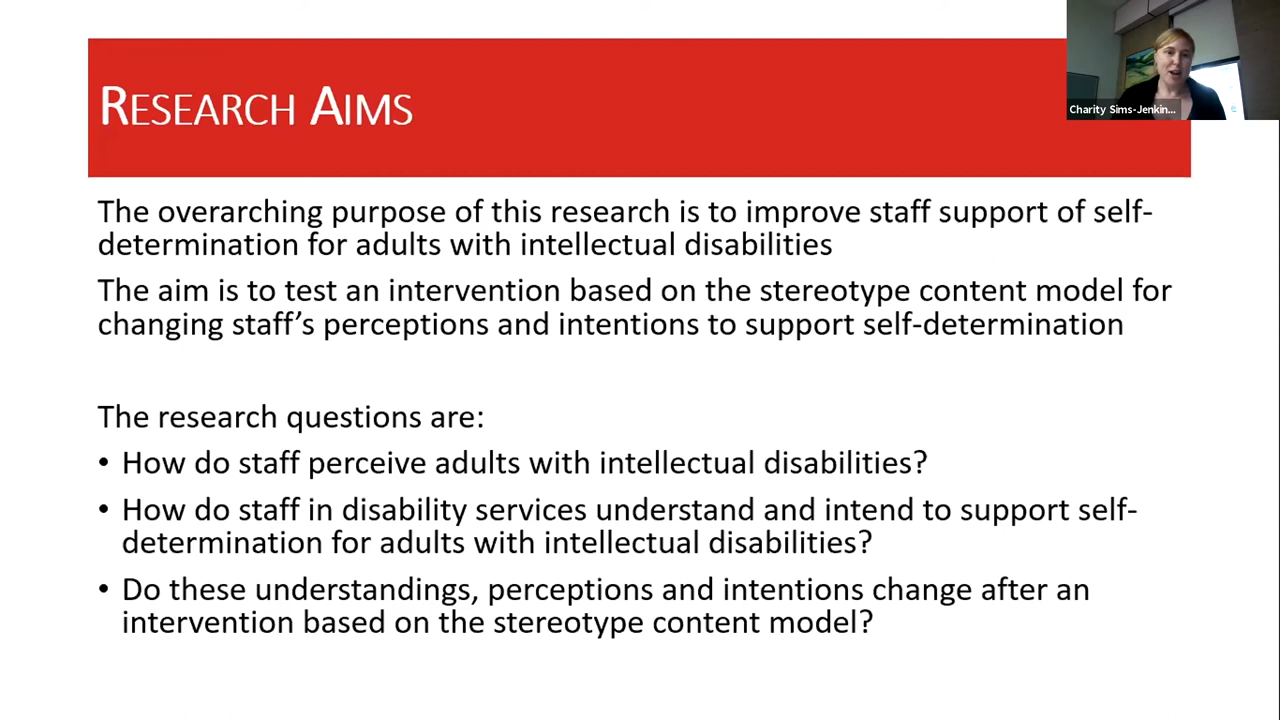 RESEARCH AIMS
Charity Sims-Jenkin...
The overarching purpose of this research is to improve staff support of self-
determination for adults with intellectual disabilities
The aim is to test an intervention based on the stereotype content model for
changing staff’s perceptions and intentions to support self-determination
The research questions are:
• How do staff perceive adults with intellectual disabilities?
• How do staff in disability services understand and intend to support self-
determination for adults with intellectual disabilities?
• Do these understandings, perceptions and intentions change after an
intervention based on the stereotype content model?